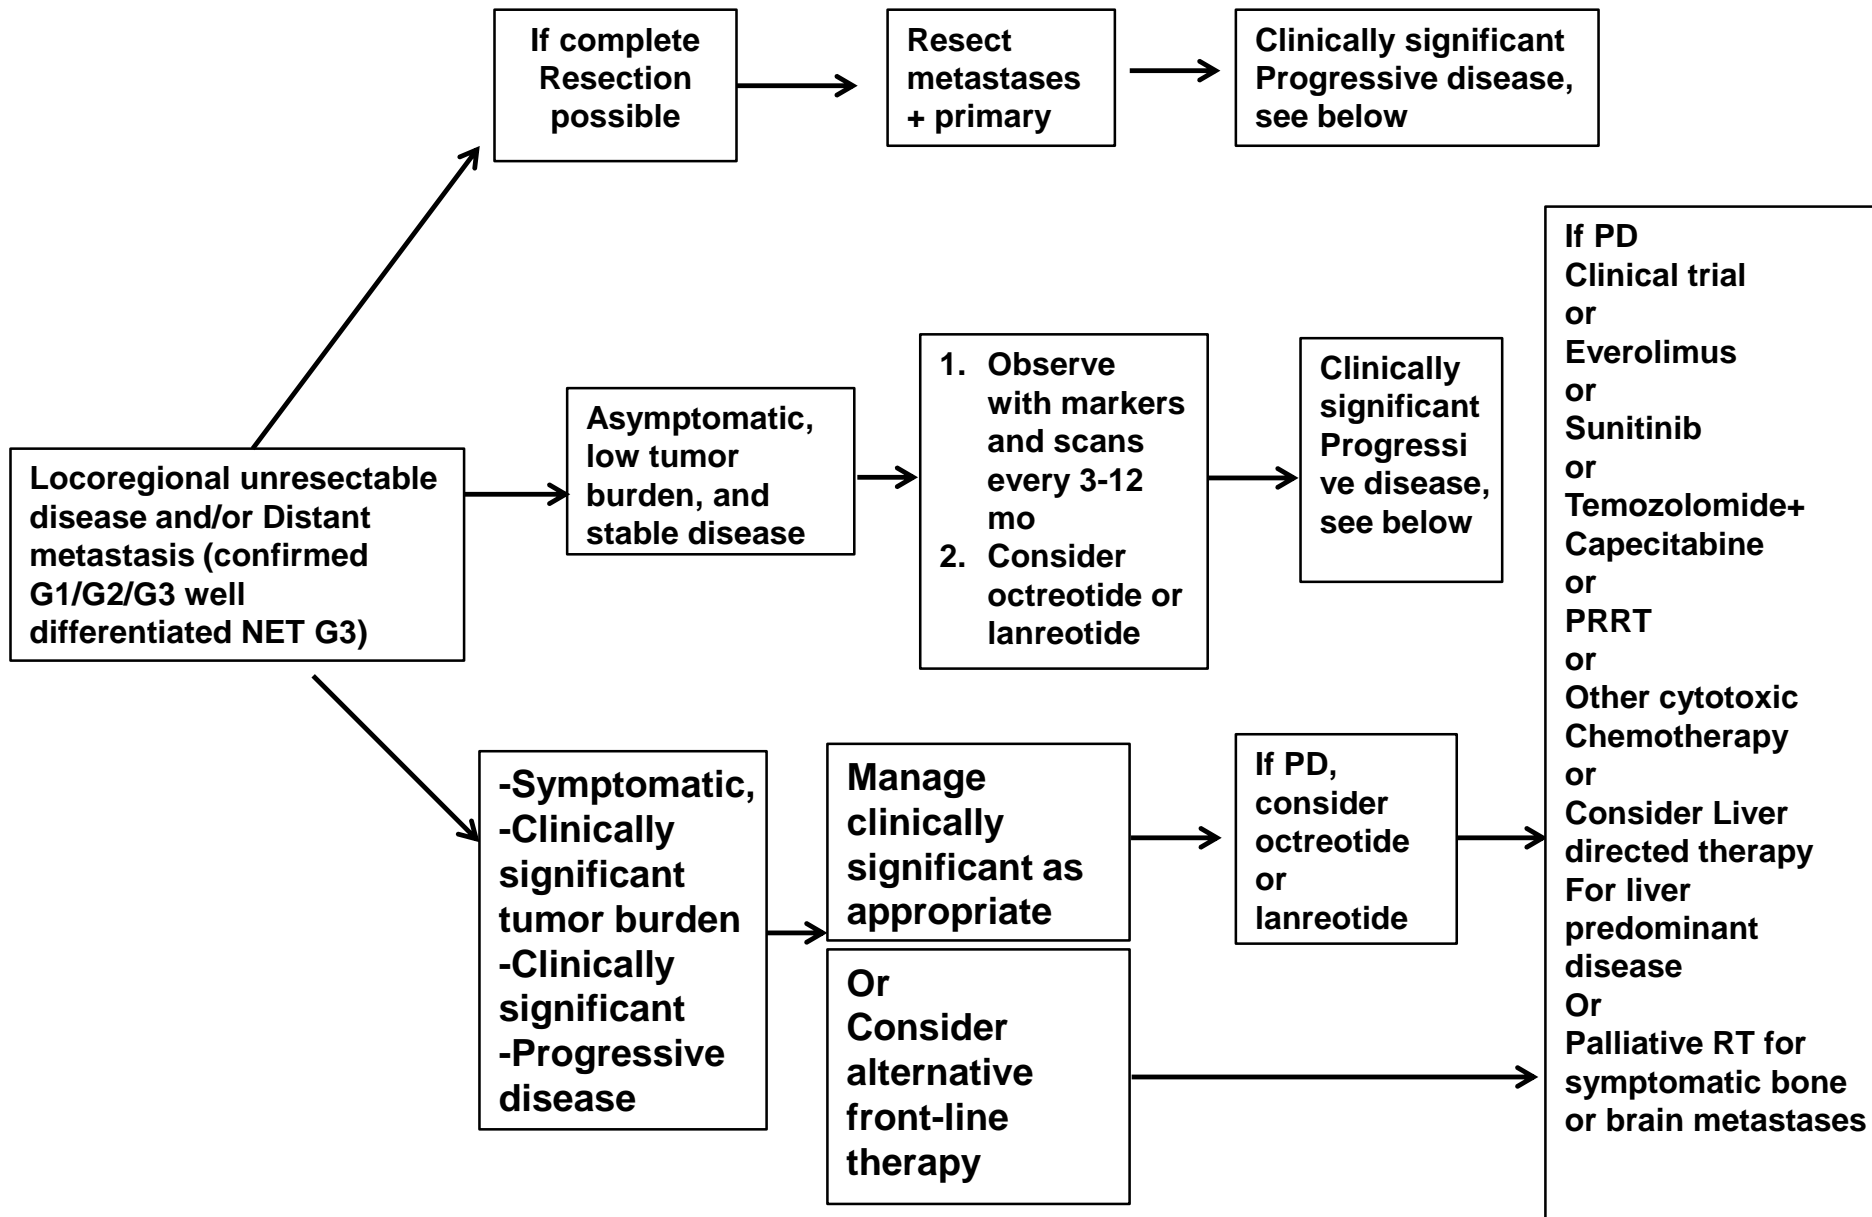 If complete
Resection
possible
Resect
metastases
+ primary
Clinically significant
Progressive disease,
see below
Locoregional unresectable
disease and/or Distant
metastasis (confirmed
G1/G2/G3 well
differentiated NET G3)
Asymptomatic,
low tumor
burden, and
stable disease
1. Observe
with markers
and scans
every 3-12
mo
2. Consider
octreotide or
lanreotide
Clinically
significant
Progressi
ve disease,
see below
-Symptomatic,
-Clinically
significant
tumor burden
-Clinically
significant
-Progressive
disease
Manage
clinically
significant as
appropriate
Or
Consider
alternative
front-line
therapy
If PD,
consider
octreotide
or
lanreotide
If PD
Clinical trial
or
Everolimus
or
Sunitinib
or
Temozolomide+
Capecitabine
or
PRRT
or
Other cytotoxic
Chemotherapy
or
Consider Liver
directed therapy
For liver
predominant
disease
Or
Palliative RT for
symptomatic bone
or brain metastases